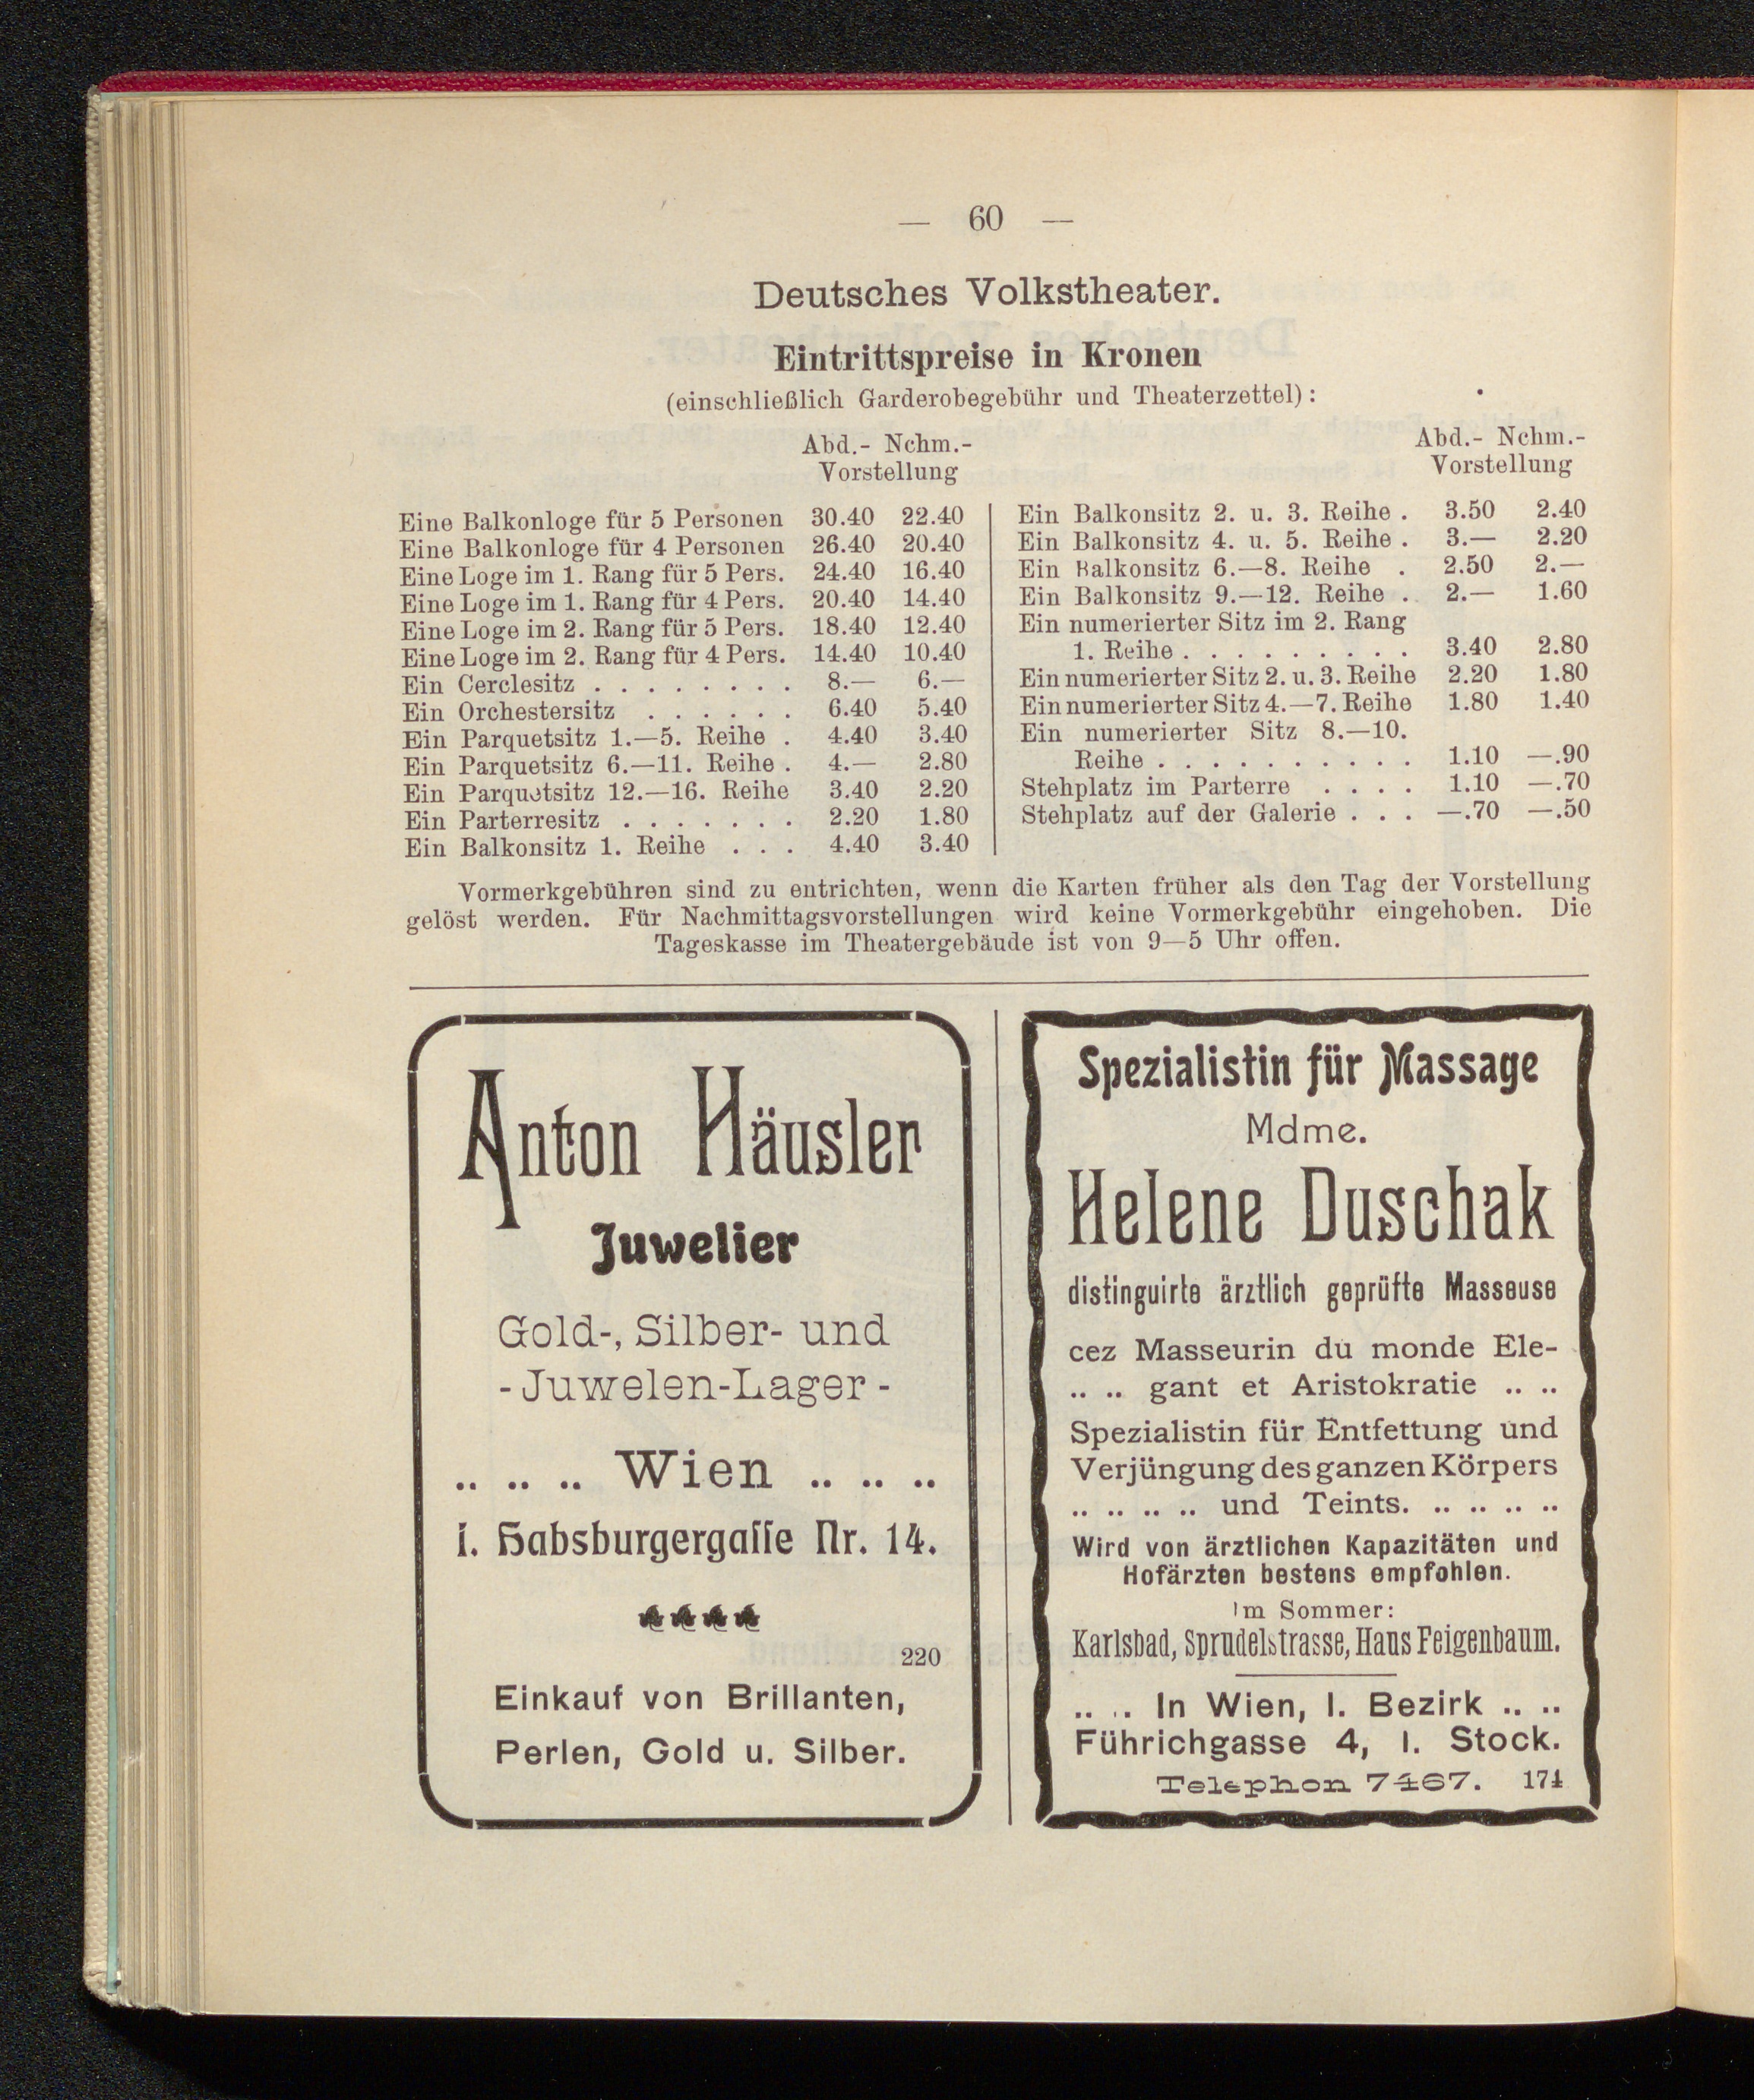 — 60 —
Deutsches Volkstheater.
Eintrittspreise in Kronen
(einschließlich Garderobegebühr und Theaterzettel):
Abd.- Nchm.-
Vorstellung
Eine Balkonloge für 5 Personen 30.40 22.40
Eine Balkonloge für 4 Personen 26.40 20.40
Eine Loge im 1. Rang für 5 Pers. 24.40 16.40
Eine Loge im 1. Rang für 4 Pers. 20.40 14.40
Eine Loge im 2. Rang für 5 Pers. 18.40 12.40
Eine Loge im 2. Rang für 4 Pers. 14.40 10.40
Ein Cerclesitz . . . . . . . . 8.— 6.—
Ein Orchestersitz . . . . . . 6.40 5.40
Ein Parquetsitz 1.—5. Reihe . 4.40 3.40
Ein Parquetsitz 6.—11. Reihe . 4.— 2.80
Ein Parquetsitz 12.—16. Reihe 3.40 2.20
Ein Parterresitz . . . . . . . 2.20 1.80
Ein Balkonsitz 1. Reihe . . . 4.40 3.40
Abd.- Nchm.-
Vorstellung
Ein Balkonsitz 2. u. 3. Reihe . 3.50 2.40
Ein Balkonsitz 4. u. 5. Reihe . 3.— 2.20
Ein Balkonsitz 6.—8. Reihe . 2.50 2.—
Ein Balkonsitz 9.—12. Reihe . 2.— 1.60
Ein numerierter Sitz im 2. Rang
1. Reihe . . . . . . . . . 3.40 2.80
Ein numerierter Sitz 2. u. 3. Reihe 2.20 1.80
Ein numerierter Sitz 4.—7. Reihe 1.80 1.40
Ein numerierter Sitz 8.—10.
Reihe . . . . . . . . . . 1.10 —.90
Stehplatz im Parterre . . . . 1.10 —.70
Stehplatz auf der Galerie . . . —.70 —.50
Vormerkgebühren sind zu entrichten, wenn die Karten früher als den Tag der Vorstellung
gelöst werden. Für Nachmittagsvorstellungen wird keine Vormerkgebühr eingehoben. Die
Tageskasse im Theatergebäude ist von 9—5 Uhr offen.
Anton Häusler
Juwelier
Gold-, Silber- und
- Juwelen-Lager -
.. .. .. Wien .. .. ..
I. Habsburgergasse Nr. 14.
220
Einkauf von Brillanten,
Perlen, Gold u. Silber.
Spezialistin für Massage
Mdme.
Helene Duschak
distinguirte ärztlich geprüfte Masseuse
cez Masseurin du monde Ele-
.. .. gant et Aristokratie .. ..
Spezialistin für Entfettung und
Verjüngung des ganzen Körpers
.. .. .. .. und Teints. .. .. .. ..
Wird von ärztlichen Kapazitäten und
Hofärzten bestens empfohlen.
Im Sommer:
Karlsbad, Sprudelstrasse, Haus Feigenbaum.
.. .. In Wien, I. Bezirk .. ..
Führichgasse 4, I. Stock.
Telephon 7467. 174